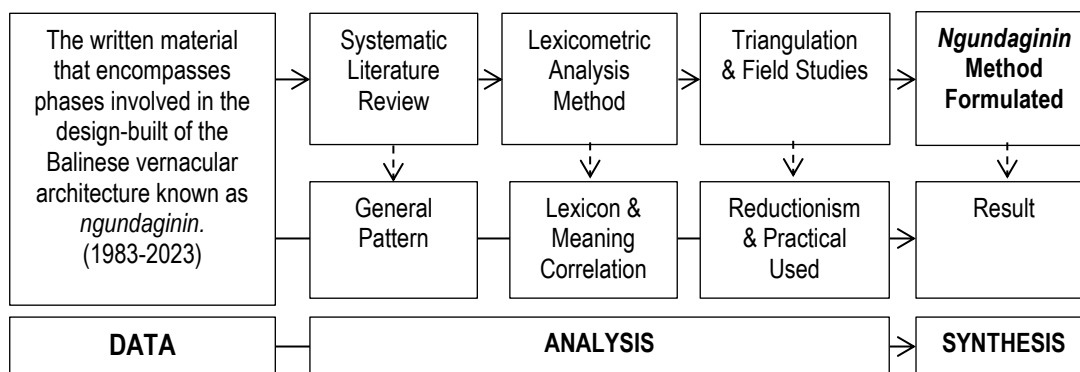 The written material
that encompasses
phases involved in the
design-built of the
Balinese vernacular
architecture known as
ngundaginin.
(1983-2023)
Systematic
Literature
Review
Lexicometric
Analysis
Method
Triangulation
& Field Studies
Ngundaginin
Method
Formulated
General
Pattern
Lexicon &
Meaning
Correlation
Reductionism
& Practical
Used
Result
DATA
ANALYSIS
SYNTHESIS